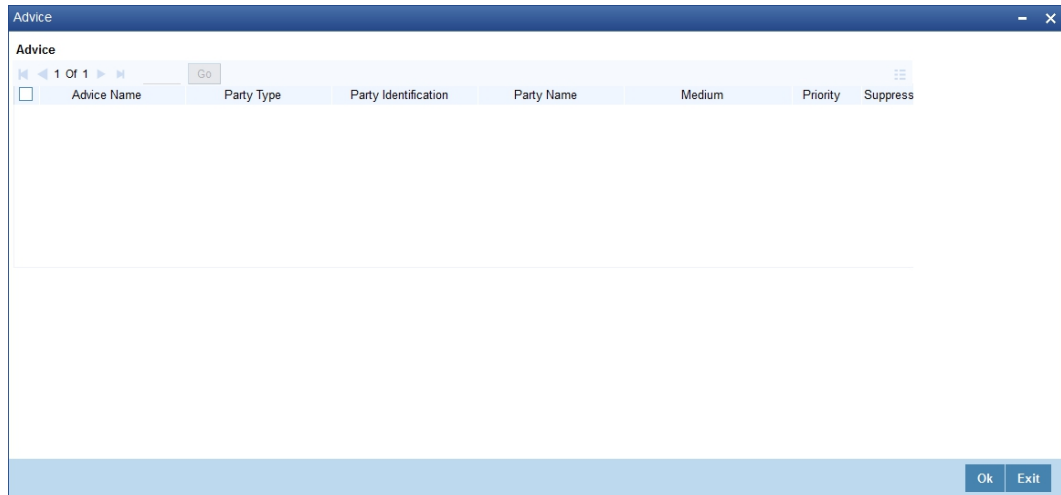 Advice
Advice
1 Of 1 Go
Advice Name Party Type Party Identification Party Name Medium Priority Suppress
Ok Exit